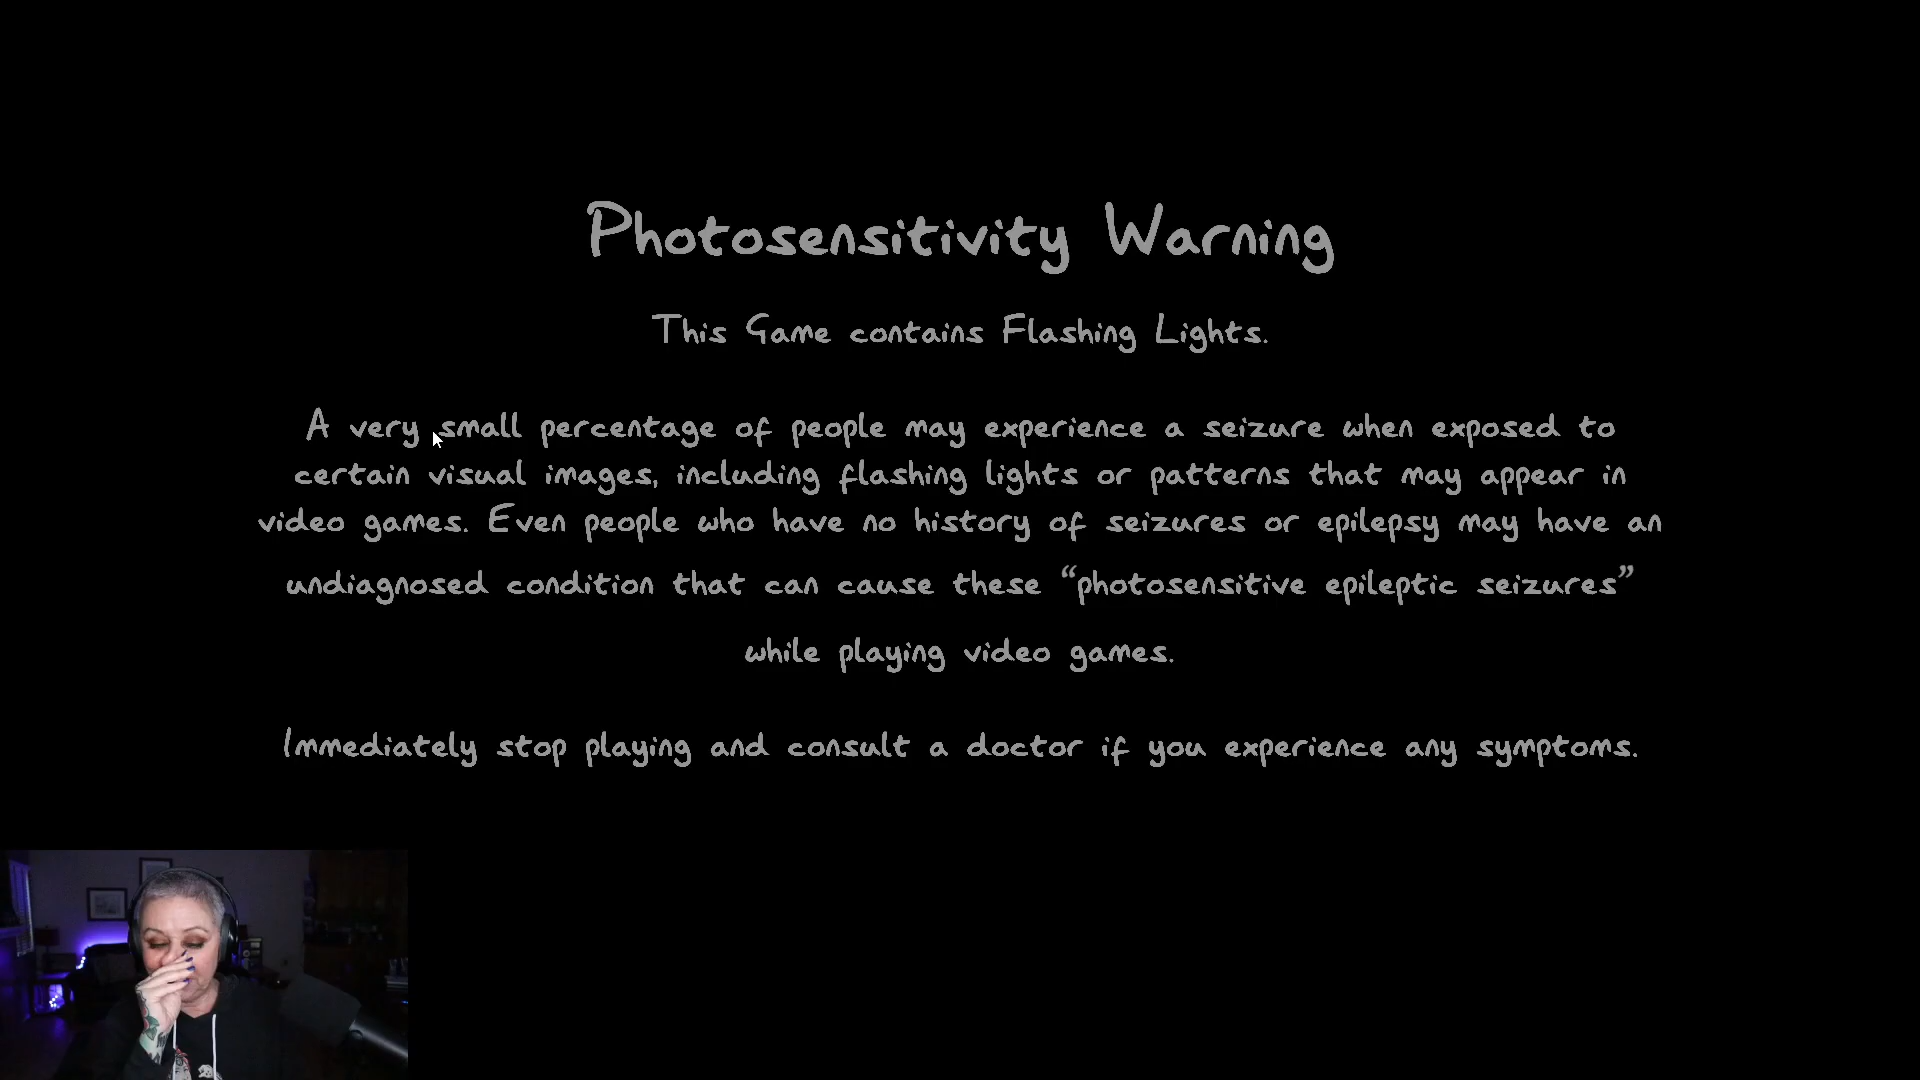 Photosensitivity Warning
This Game contains Flashing Lights.
A very small percentage of people may experience a seizure when exposed to
certain visual images, including flashing lights or patterns that may appear in
video games. Even people who have no history of seizures or epilepsy may have an
undiagnosed condition that can cause these “photosensitive epileptic seizures”
while playing video games.
Immediately stop playing and consult a doctor if you experience any symptoms.